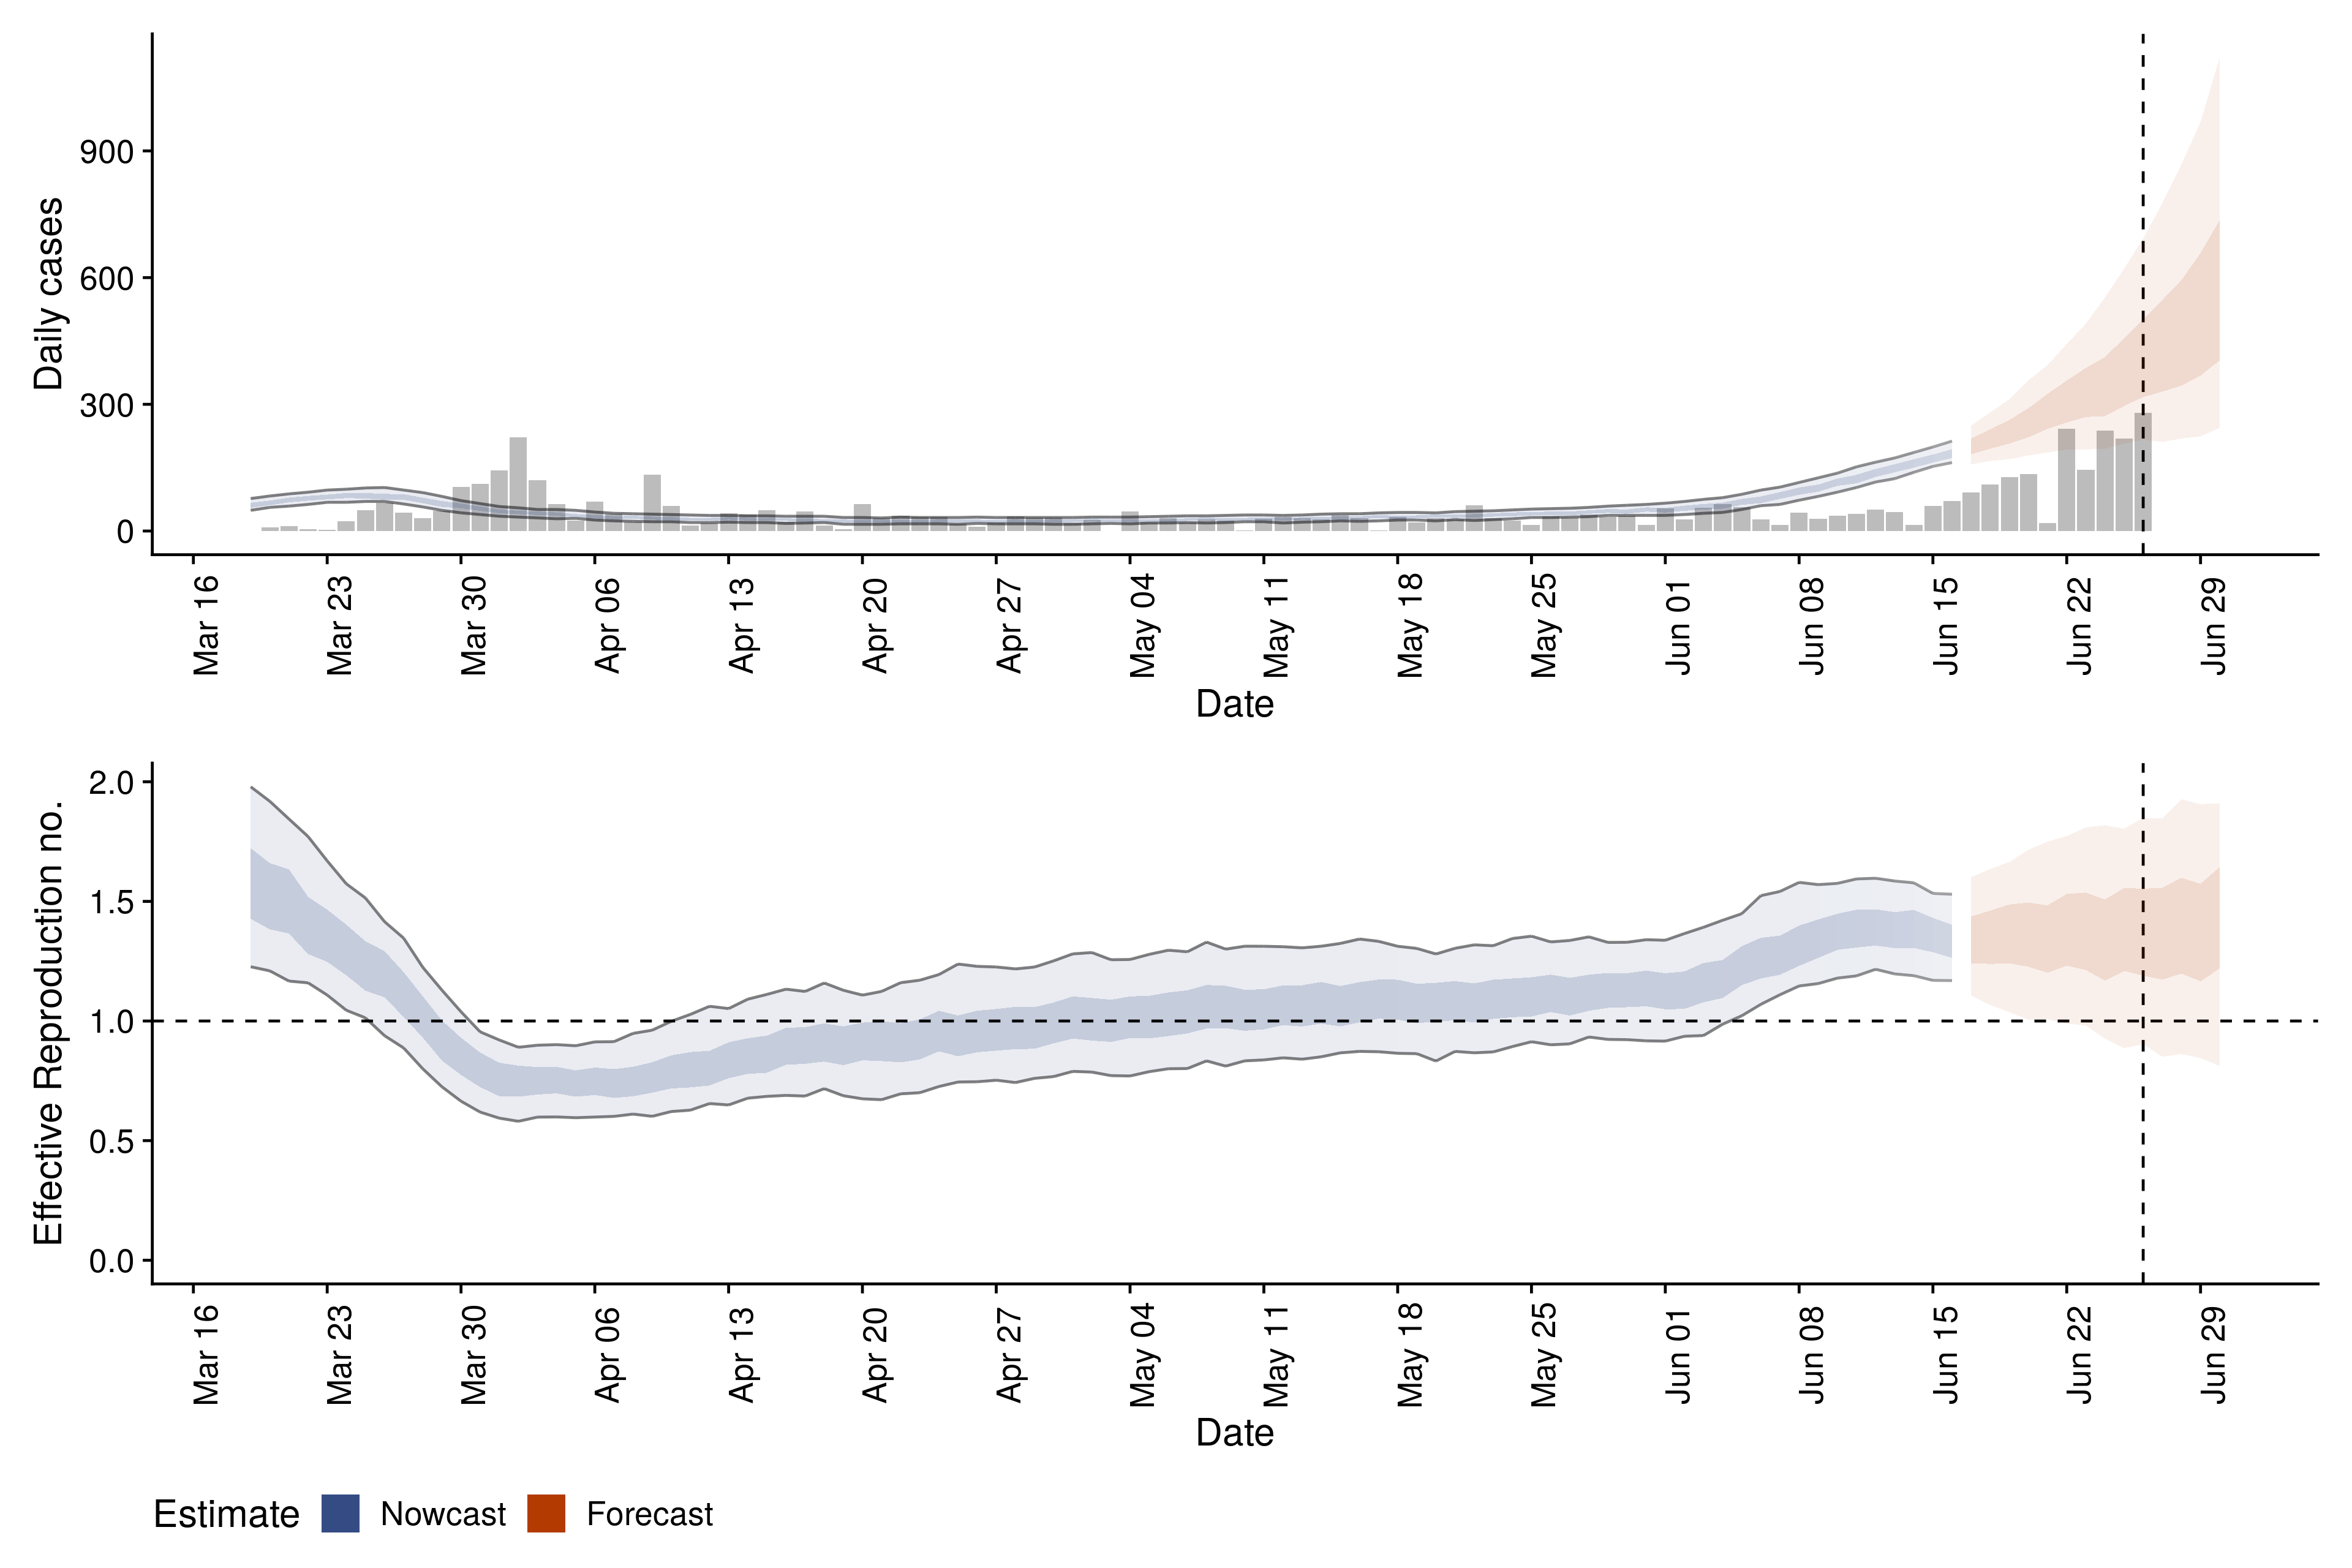 Daily cases
900
600
300
0
Mar 16
Mar 23
Mar 30
Apr 06
Apr 13
Apr 20
Apr 27
May 04
May 11
May 18
May 25
Jun 01
Jun 08
Jun 15
Jun 22
Jun 29
Date
Effective Reproduction no.
2.0
1.5
1.0
0.5
0.0
Mar 16
Mar 23
Mar 30
Apr 06
Apr 13
Apr 20
Apr 27
May 04
May 11
May 18
May 25
Jun 01
Jun 08
Jun 15
Jun 22
Jun 29
Date
Estimate Nowcast Forecast